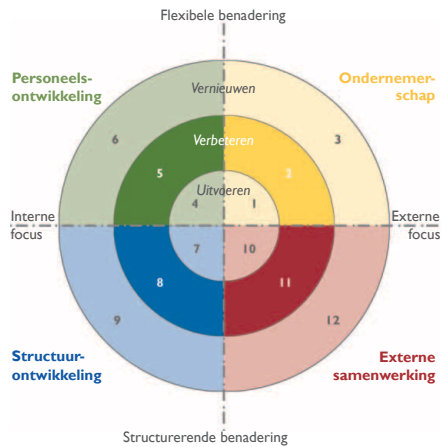 Flexibele benadering
Personeels-
ontwikkeling
Ondernemer-
schap
Vernieuwen
6
3
Verbeteren
5
2
Uitvoeren
4
1
Interne
focus
Externe
focus
7
10
8
11
9
12
Structuur-
ontwikkeling
Externe
samenwerking
Structurerende benadering